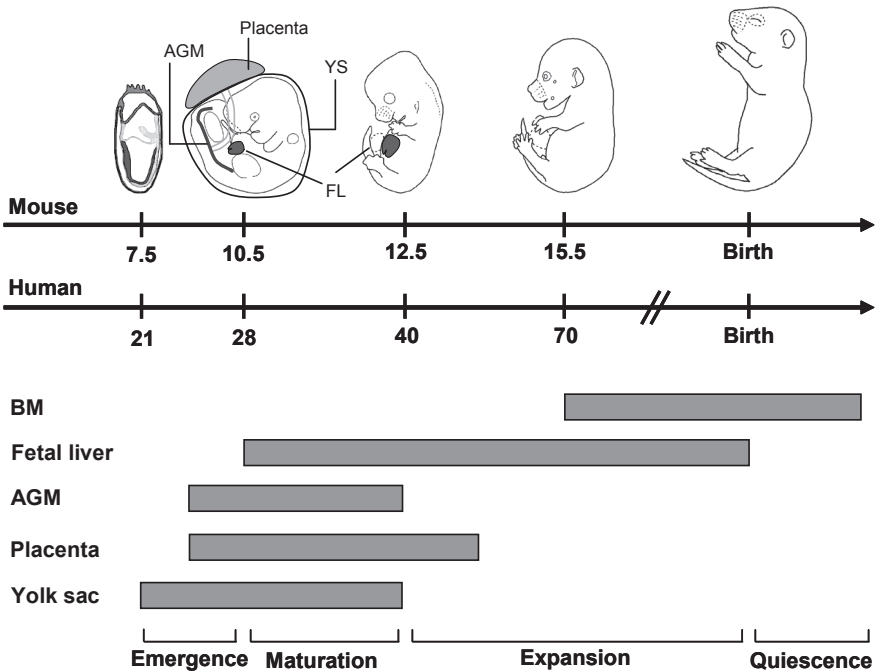 Placenta
AGM
YS
FL
Mouse
7.5 10.5 12.5 15.5 Birth
Human
21 28 40 70 Birth
BM
Fetal liver
AGM
Placenta
Yolk sac
Emergence Maturation Expansion Quiescence